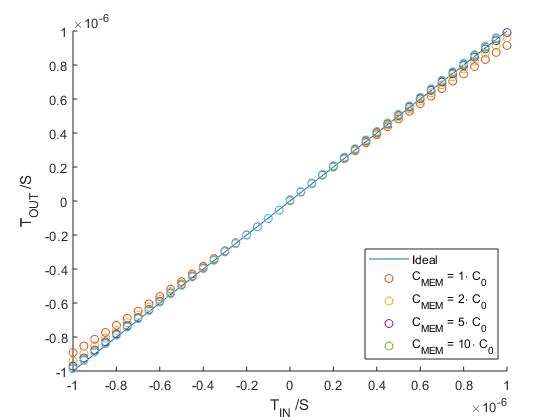 ×10⁻⁶
1
0.8
0.6
0.4
0.2
0
-0.2
-0.4
-0.6
-0.8
-1
T_OUT /S
Ideal
C_MEM = 1· C_0
C_MEM = 2· C_0
C_MEM = 5· C_0
C_MEM = 10· C_0
-1 -0.8 -0.6 -0.4 -0.2 0 0.2 0.4 0.6 0.8 1
T_IN /S
×10⁻⁶